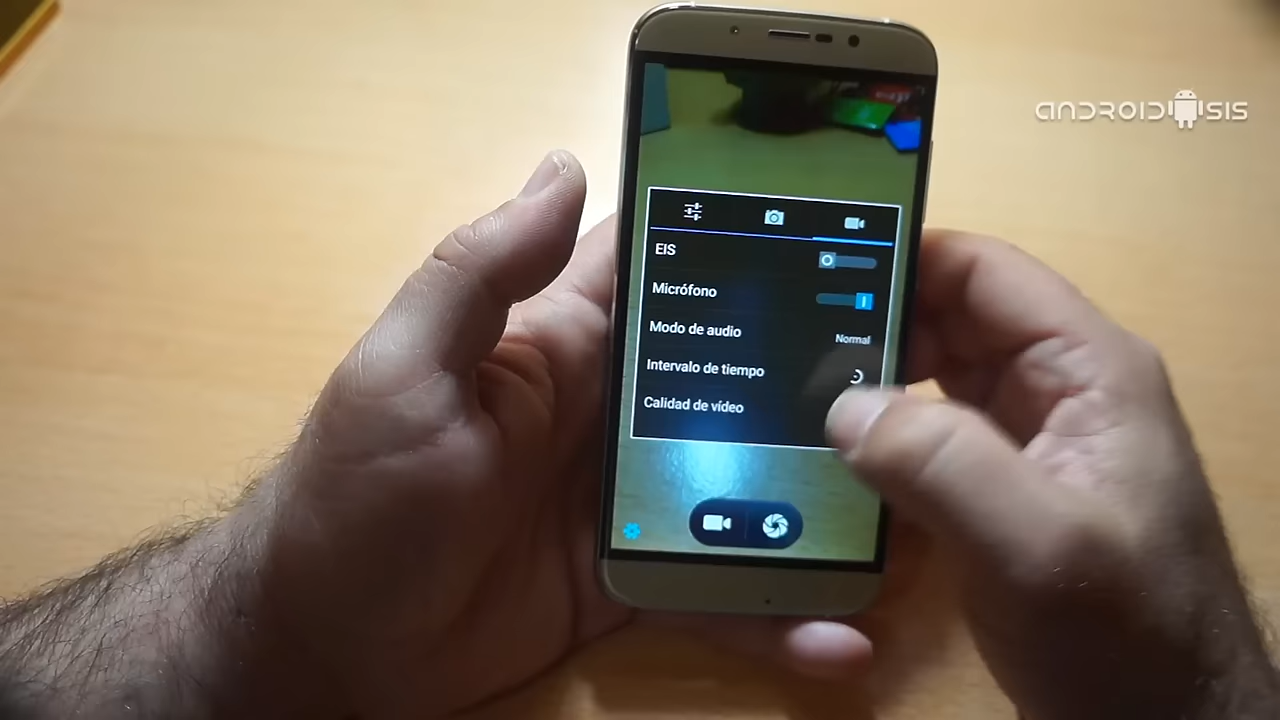 ANDROIDSIS
EIS
Micrófono
Modo de audio
Normal
Intervalo de tiempo
Calidad de vídeo